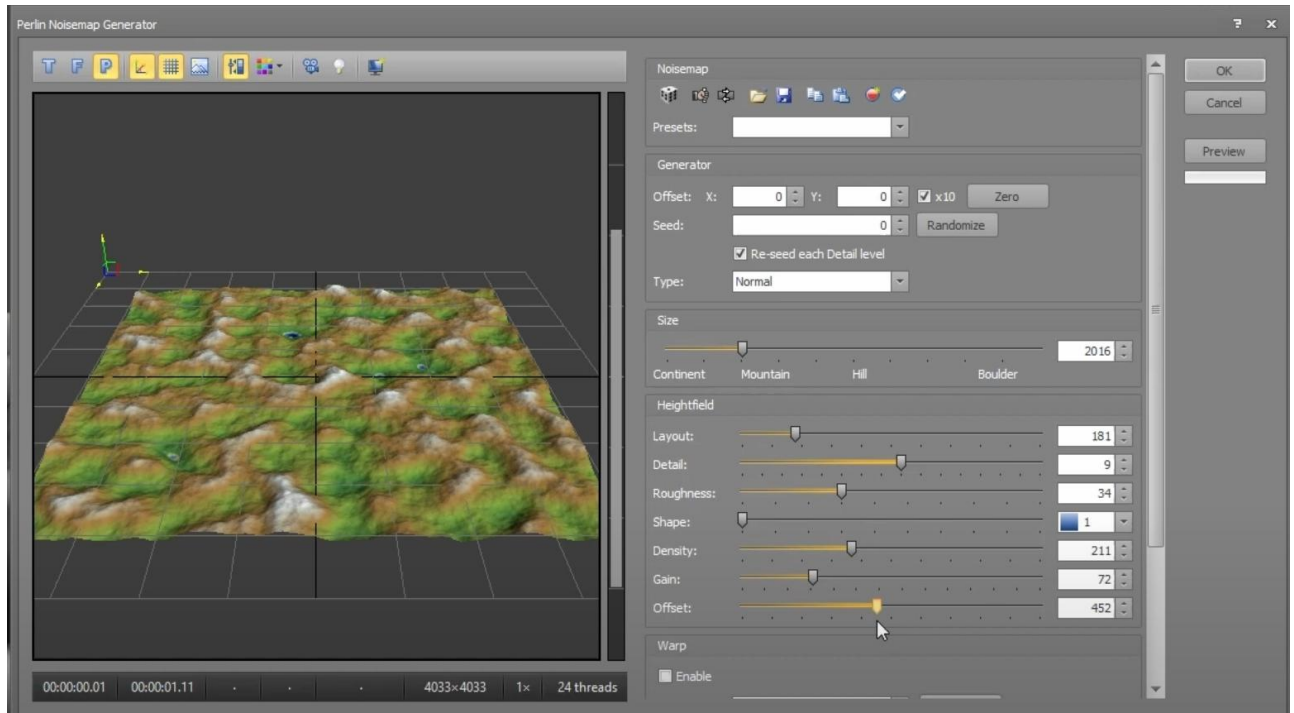 Perlin Noisemap Generator
T F P
Noisemap
Presets:
Generator
Offset: X: 0 Y: 0 x10 Zero
Seed: 0 Randomize
Re-seed each Detail level
Type: Normal
Size
2016
Continent Mountain Hill Boulder
Heightfield
Layout: 181
Detail: 9
Roughness: 34
Shape: 1
Density: 211
Gain: 72
Offset: 452
Warp
Enable
OK
Cancel
Preview
00:00:00.01 00:00:01.11 4033×4033 1× 24 threads